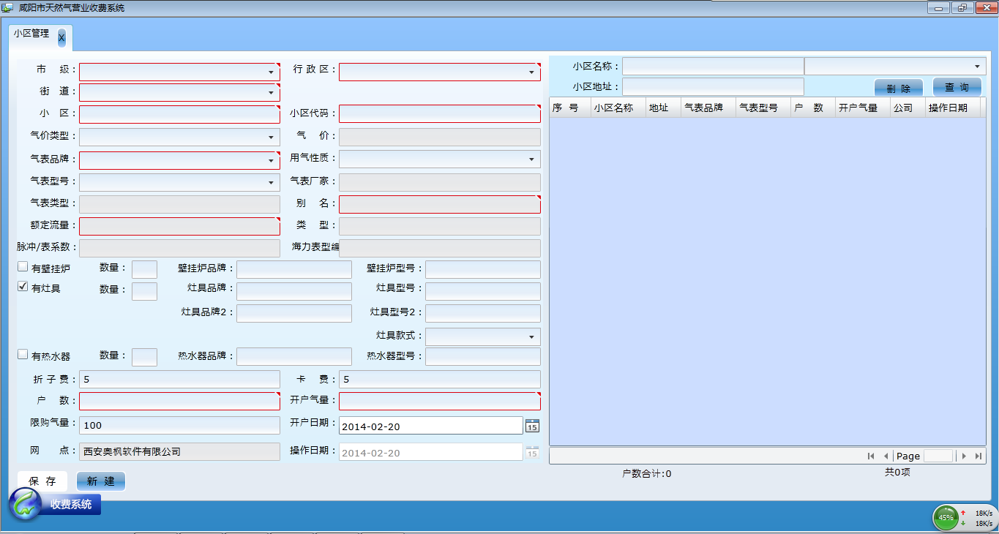 咸阳市天然气营业收费系统
小区管理 X
市 级：
行 政 区：
街 道：
小 区：
小区代码：
气价类型：
气 价：
气表品牌：
用气性质：
气表型号：
气表厂家：
气表类型：
别 名：
额定流量：
类 型：
脉冲/表系数：
海力表型编
有壁挂炉 数量： 壁挂炉品牌： 壁挂炉型号：
有灶具 数量： 灶具品牌： 灶具型号：
灶具品牌2： 灶具型号2：
灶具款式：
有热水器 数量： 热水器品牌： 热水器型号：
折 子 费： 5 卡 费： 5
户 数： 开户气量：
限购气量： 100 开户日期： 2014-02-20 15
网 点： 西安奥枫软件有限公司 操作日期： 2014-02-20 15
保 存 新 建
小区名称：
小区地址： 删 除 查 询
序 号 小区名称 地址 气表品牌 气表型号 户 数 开户气量 公司 操作日期
Page
户数合计:0 共0项
收费系统
45% 18K/s
18K/s